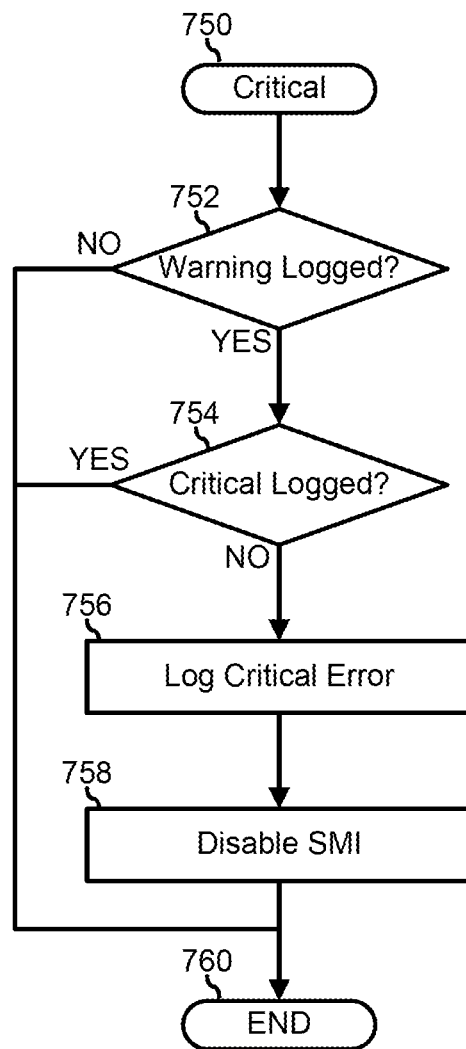 750
Critical
752
NO
Warning Logged?
YES
754
YES
Critical Logged?
NO
756
Log Critical Error
758
Disable SMI
760
END